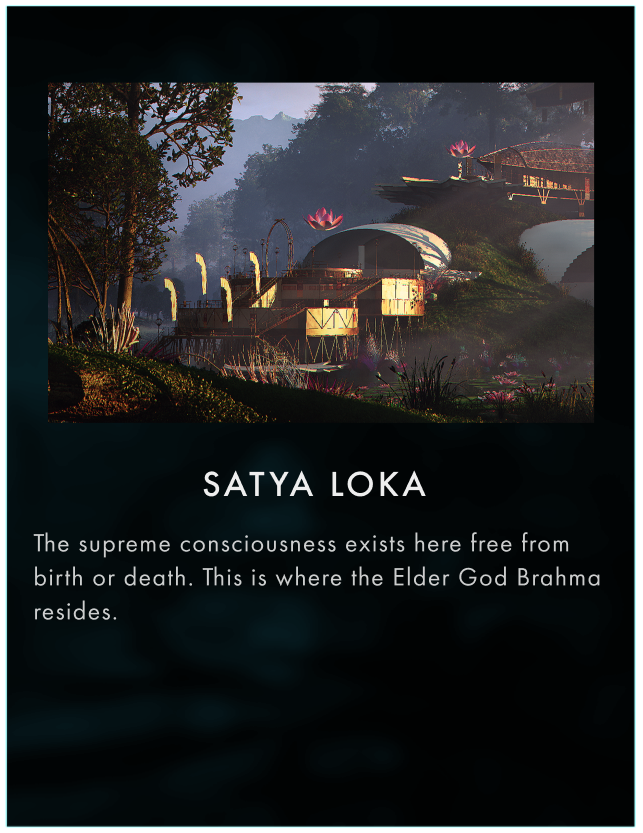 SATYA LOKA
The supreme consciousness exists here free from
birth or death. This is where the Elder God Brahma
resides.